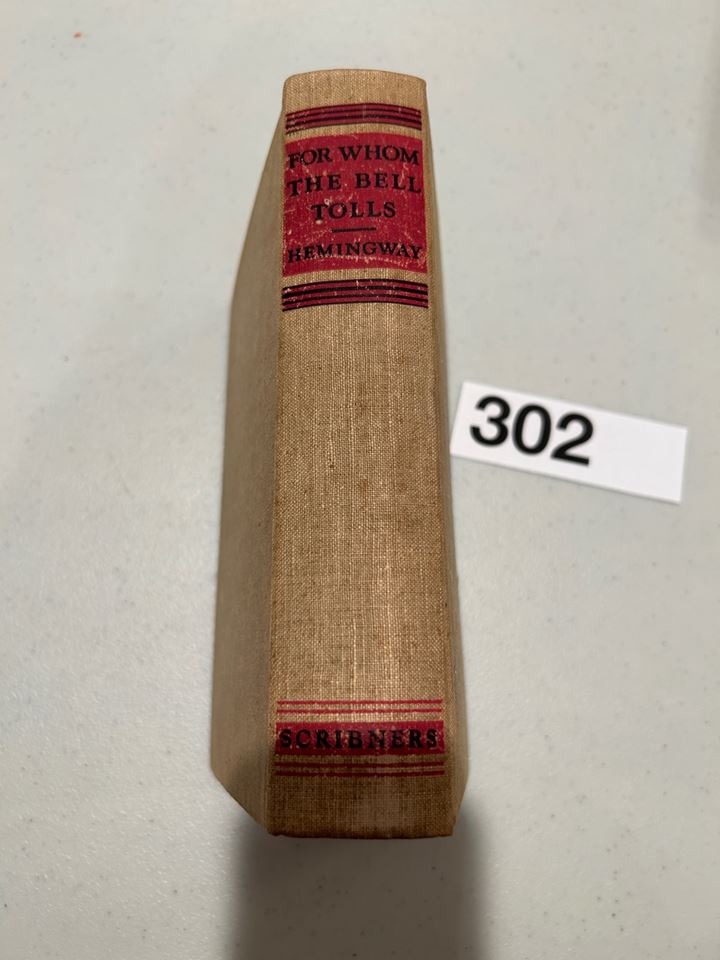 FOR WHOM
THE BELL
TOLLS
HEMINGWAY
302
SCRIBNERS